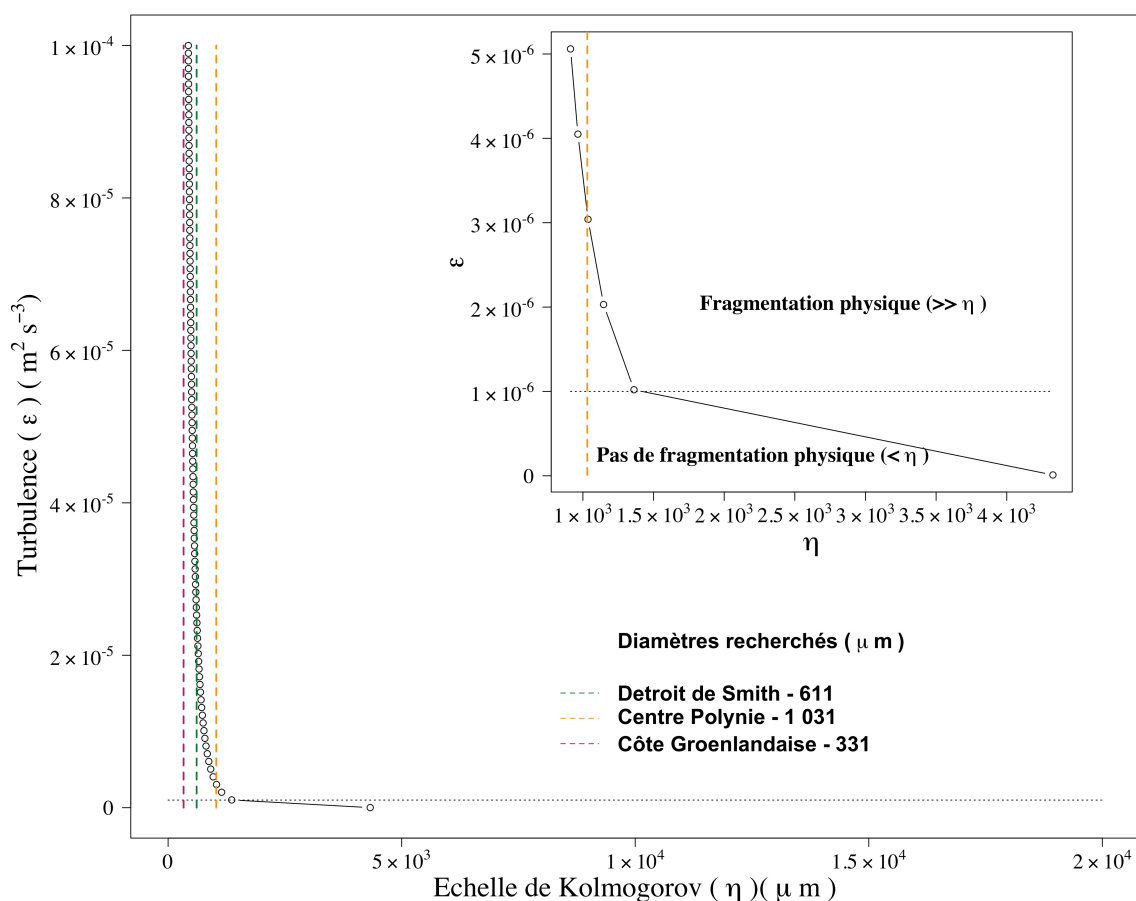 1 × 10⁻⁴
8 × 10⁻⁵
6 × 10⁻⁵
4 × 10⁻⁵
2 × 10⁻⁵
0
Turbulence ( ε ) ( m² s⁻³)
0
5 × 10³
1 × 10⁴
1.5 × 10⁴
2 × 10⁴
Echelle de Kolmogorov ( η )( μ m )
5 × 10⁻⁶
4 × 10⁻⁶
3 × 10⁻⁶
2 × 10⁻⁶
1 × 10⁻⁶
0
ε
Fragmentation physique (>> η )
Pas de fragmentation physique (< η )
1 × 10³
1.5 × 10³
2 × 10³
2.5 × 10³
3 × 10³
3.5 × 10³
4 × 10³
η
Diamètres recherchés ( μ m )
Detroit de Smith - 611
Centre Polynie - 1 031
Côte Groenlandaise - 331